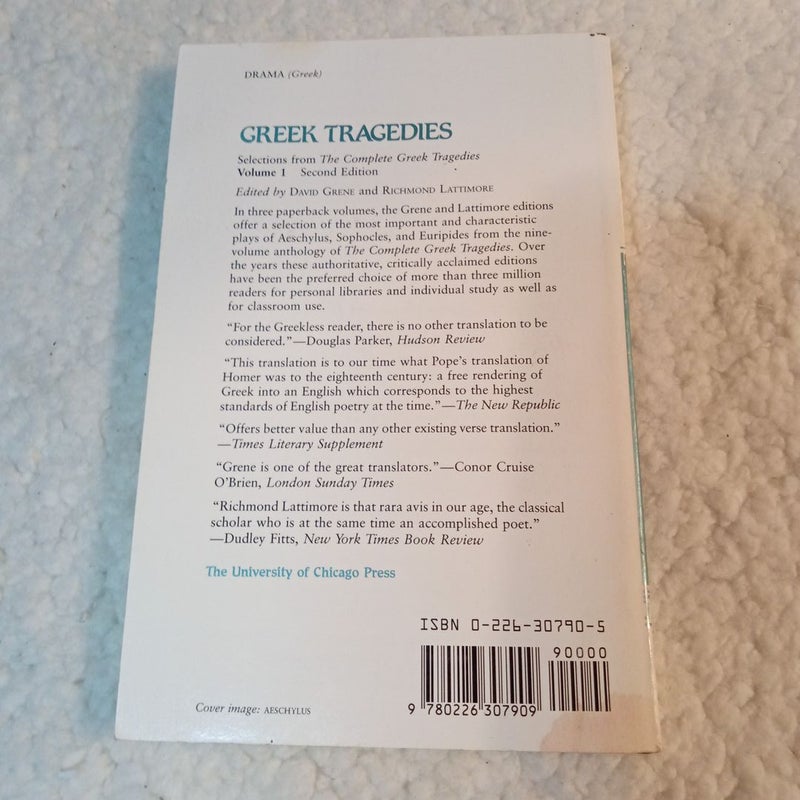 DRAMA (Greek)
GREEK TRAGEDIES
Selections from The Complete Greek Tragedies
Volume 1 Second Edition
Edited by DAVID GRENE and RICHMOND LATTIMORE
In three paperback volumes, the Grene and Lattimore editions
offer a selection of the most important and characteristic
plays of Aeschylus, Sophocles, and Euripides from the nine-
volume anthology of The Complete Greek Tragedies. Over
the years these authoritative, critically acclaimed editions
have been the preferred choice of more than three million
readers for personal libraries and individual study as well as
for classroom use.
“For the Greekless reader, there is no other translation to be
considered.”—Douglas Parker, Hudson Review
“This translation is to our time what Pope's translation of
Homer was to the eighteenth century: a free rendering of
Greek into an English which corresponds to the highest
standards of English poetry at the time.”—The New Republic
“Offers better value than any other existing verse translation.”
—Times Literary Supplement
“Grene is one of the great translators.”—Conor Cruise
O'Brien, London Sunday Times
“Richmond Lattimore is that rara avis in our age, the classical
scholar who is at the same time an accomplished poet.”
—Dudley Fitts, New York Times Book Review
The University of Chicago Press
ISBN 0-226-30790-5
90000
9 780226 307909
Cover image: AESCHYLUS